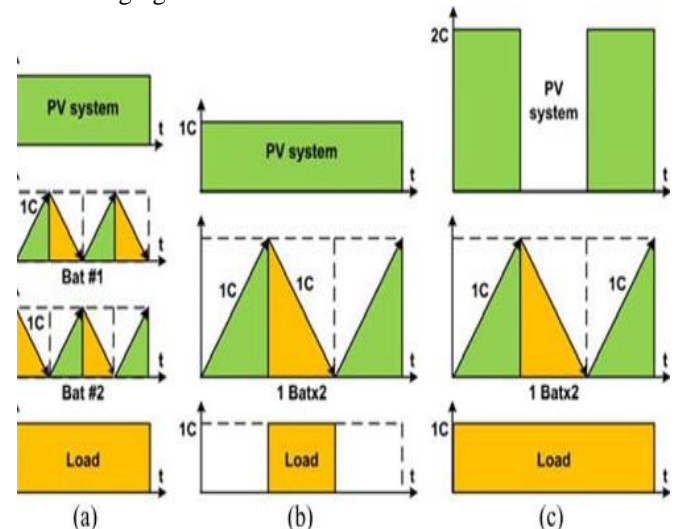 PV system
t
1C
t
Bat #1
1C
t
Bat #2
Load
t
(a)
1C
PV system
t
1C
1C
t
1 Batx2
1C
Load
t
(b)
2C
PV
system
t
1C
1C
t
1 Batx2
1C
Load
t
(c)